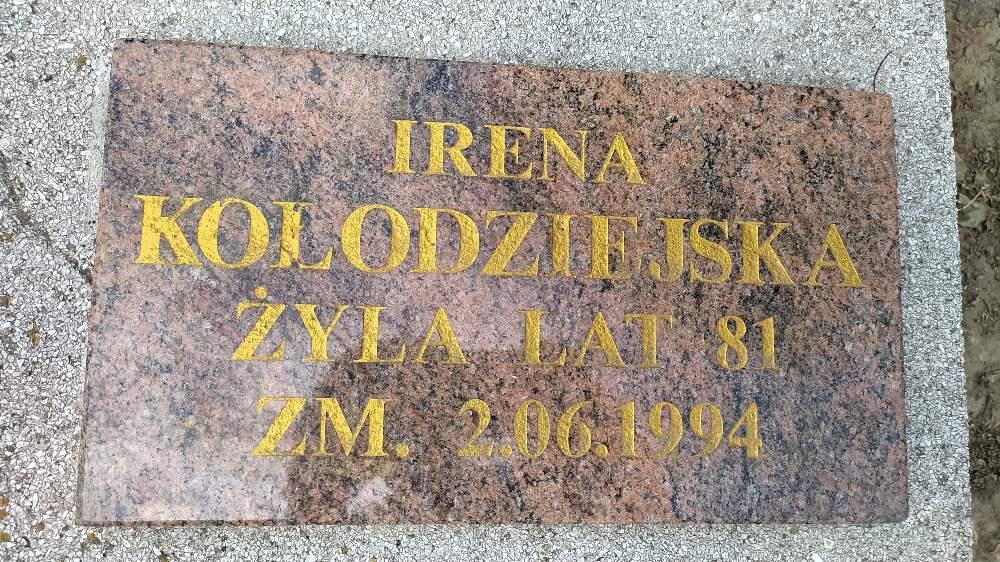 IRENA
KOŁODZIEJSKA
ŻYŁA LAT 81
ZM. 2.06.1994